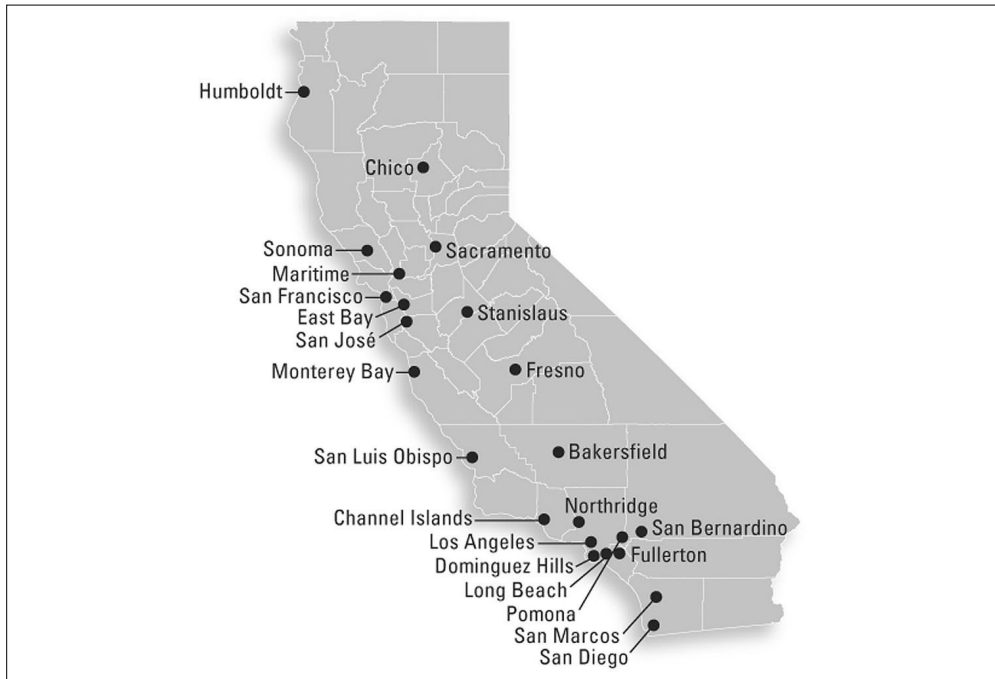 Humboldt
Chico
Sonoma
Sacramento
Maritime
San Francisco
East Bay
Stanislaus
San José
Monterey Bay
Fresno
San Luis Obispo
Bakersfield
Northridge
Channel Islands
San Bernardino
Los Angeles
Fullerton
Dominguez Hills
Long Beach
Pomona
San Marcos
San Diego